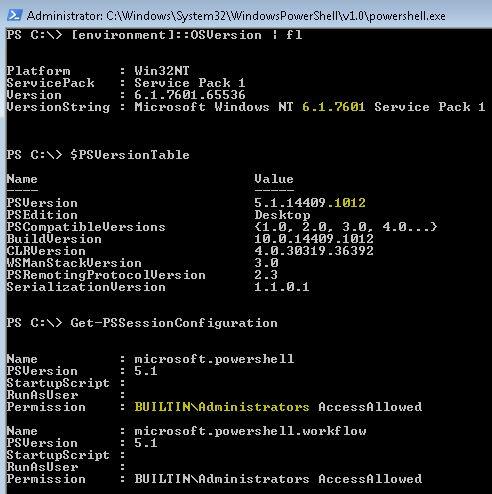 Administrator: C:\Windows\System32\WindowsPowerShell\v1.0\powershell.exe
PS C:\> [environment]::OSVersion | fl
Platform : Win32NT
ServicePack : Service Pack 1
Version : 6.1.7601.65536
VersionString : Microsoft Windows NT 6.1.7601 Service Pack 1
PS C:\> $PSVersionTable
Name Value
---- -----
PSVersion 5.1.14409.1012
PSEdition Desktop
PSCompatibleVersions {1.0, 2.0, 3.0, 4.0...}
BuildVersion 10.0.14409.1012
CLRVersion 4.0.30319.36392
WSManStackVersion 3.0
PSRemotingProtocolVersion 2.3
SerializationVersion 1.1.0.1
PS C:\> Get-PSSessionConfiguration
Name : microsoft.powershell
PSVersion : 5.1
StartupScript :
RunAsUser :
Permission : BUILTIN\Administrators AccessAllowed
Name : microsoft.powershell.workflow
PSVersion : 5.1
StartupScript :
RunAsUser :
Permission : BUILTIN\Administrators AccessAllowed